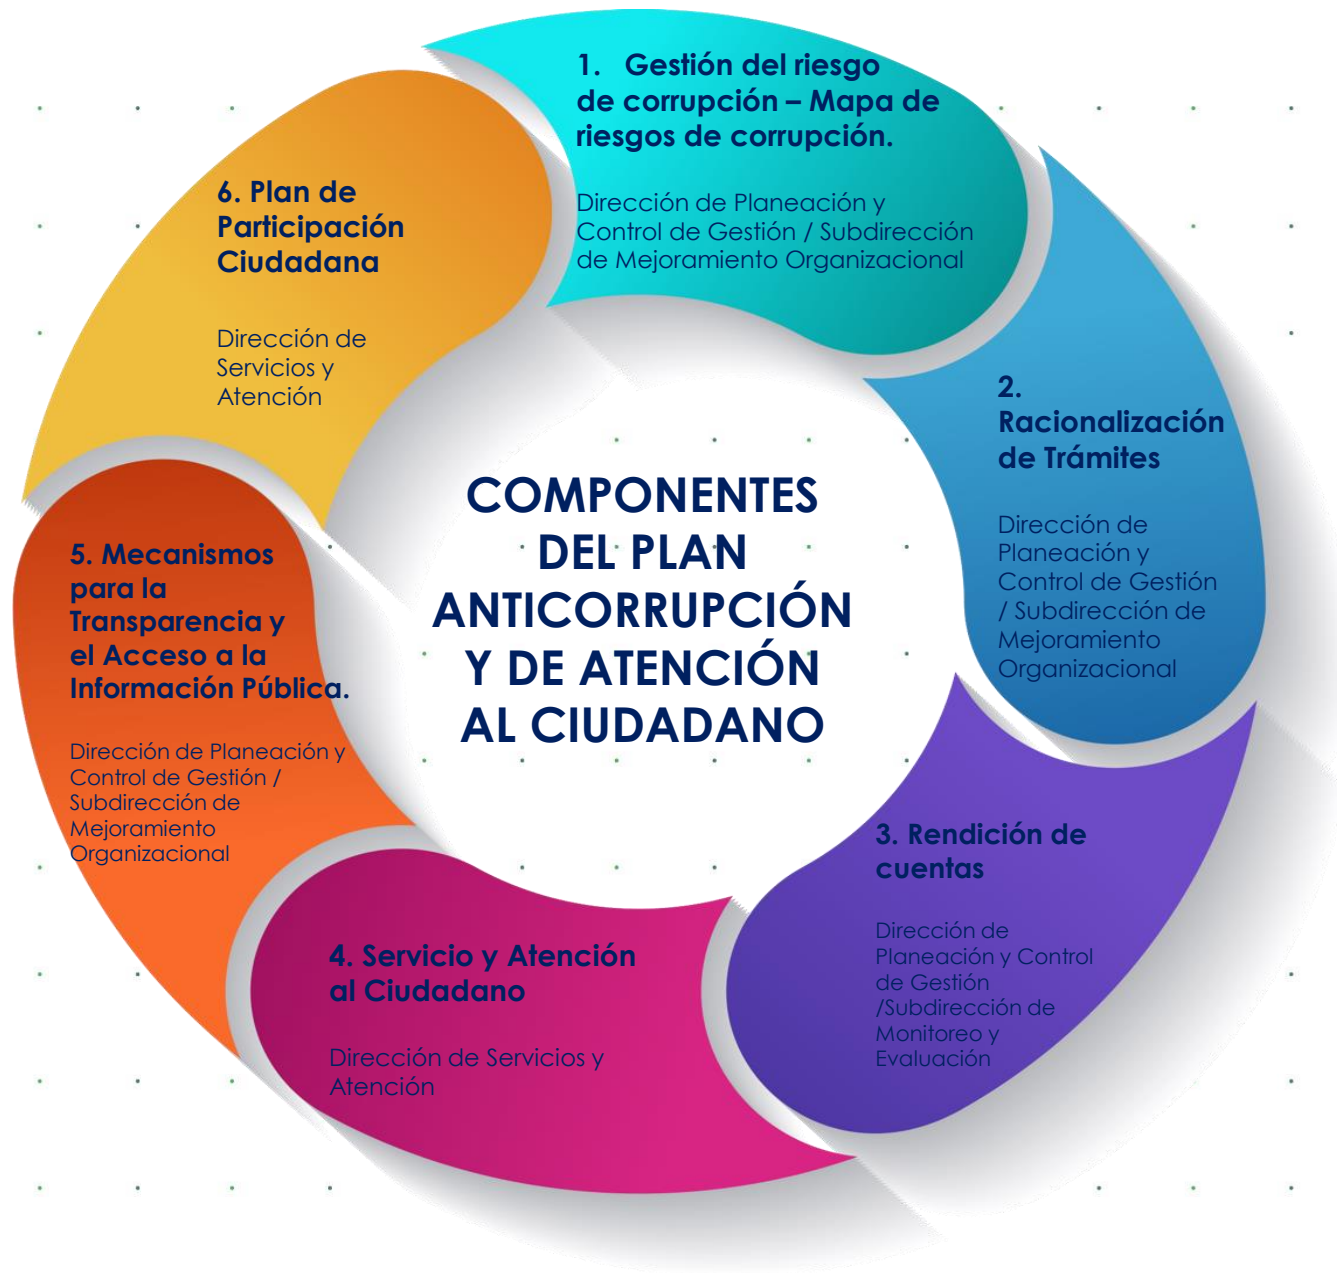 1. Gestión del riesgo
de corrupción – Mapa de
riesgos de corrupción.
Dirección de Planeación y
Control de Gestión / Subdirección
de Mejoramiento Organizacional
2.
Racionalización
de Trámites
Dirección de
Planeación y
Control de Gestión
/ Subdirección de
Mejoramiento
Organizacional
3. Rendición de
cuentas
Dirección de
Planeación y Control
de Gestión
/Subdirección de
Monitoreo y
Evaluación
4. Servicio y Atención
al Ciudadano
Dirección de Servicios y
Atención
5. Mecanismos
para la
Transparencia y
el Acceso a la
Información Pública.
Dirección de Planeación y
Control de Gestión /
Subdirección de
Mejoramiento
Organizacional
6. Plan de
Participación
Ciudadana
Dirección de
Servicios y
Atención
COMPONENTES
DEL PLAN
ANTICORRUPCIÓN
Y DE ATENCIÓN
AL CIUDADANO